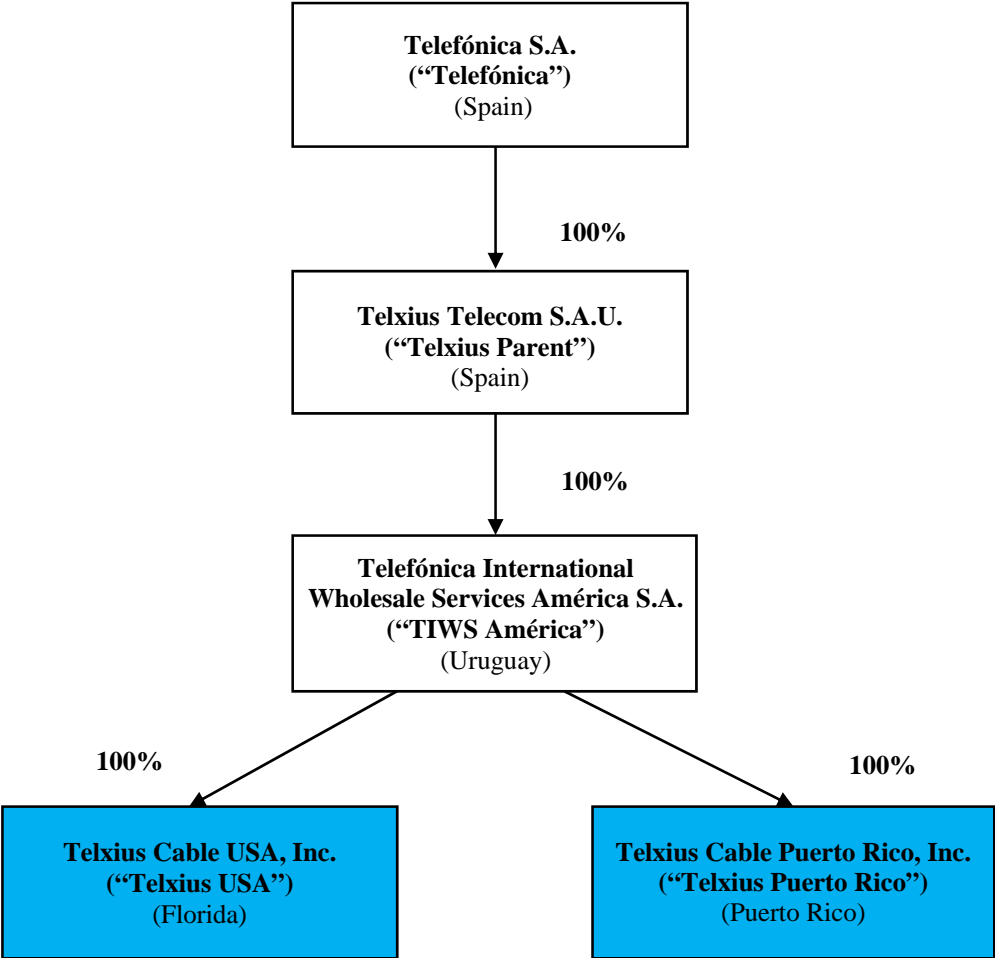 Telefónica S.A.
(“Telefónica”)
(Spain)
100%
Telxius Telecom S.A.U.
(“Telxius Parent”)
(Spain)
100%
Telefónica International
Wholesale Services América S.A.
(“TIWS América”)
(Uruguay)
100%
100%
Telxius Cable USA, Inc.
(“Telxius USA”)
(Florida)
Telxius Cable Puerto Rico, Inc.
(“Telxius Puerto Rico”)
(Puerto Rico)